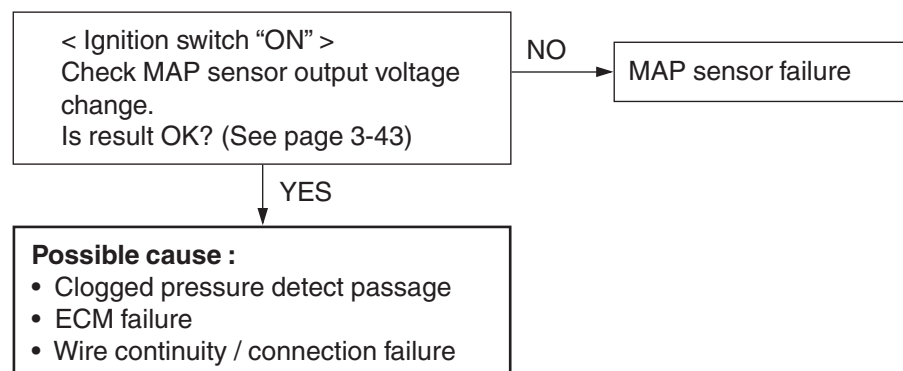 < Ignition switch “ON” >
Check MAP sensor output voltage
change.
Is result OK? (See page 3-43)
NO
MAP sensor failure
YES
Possible cause :
• Clogged pressure detect passage
• ECM failure
• Wire continuity / connection failure